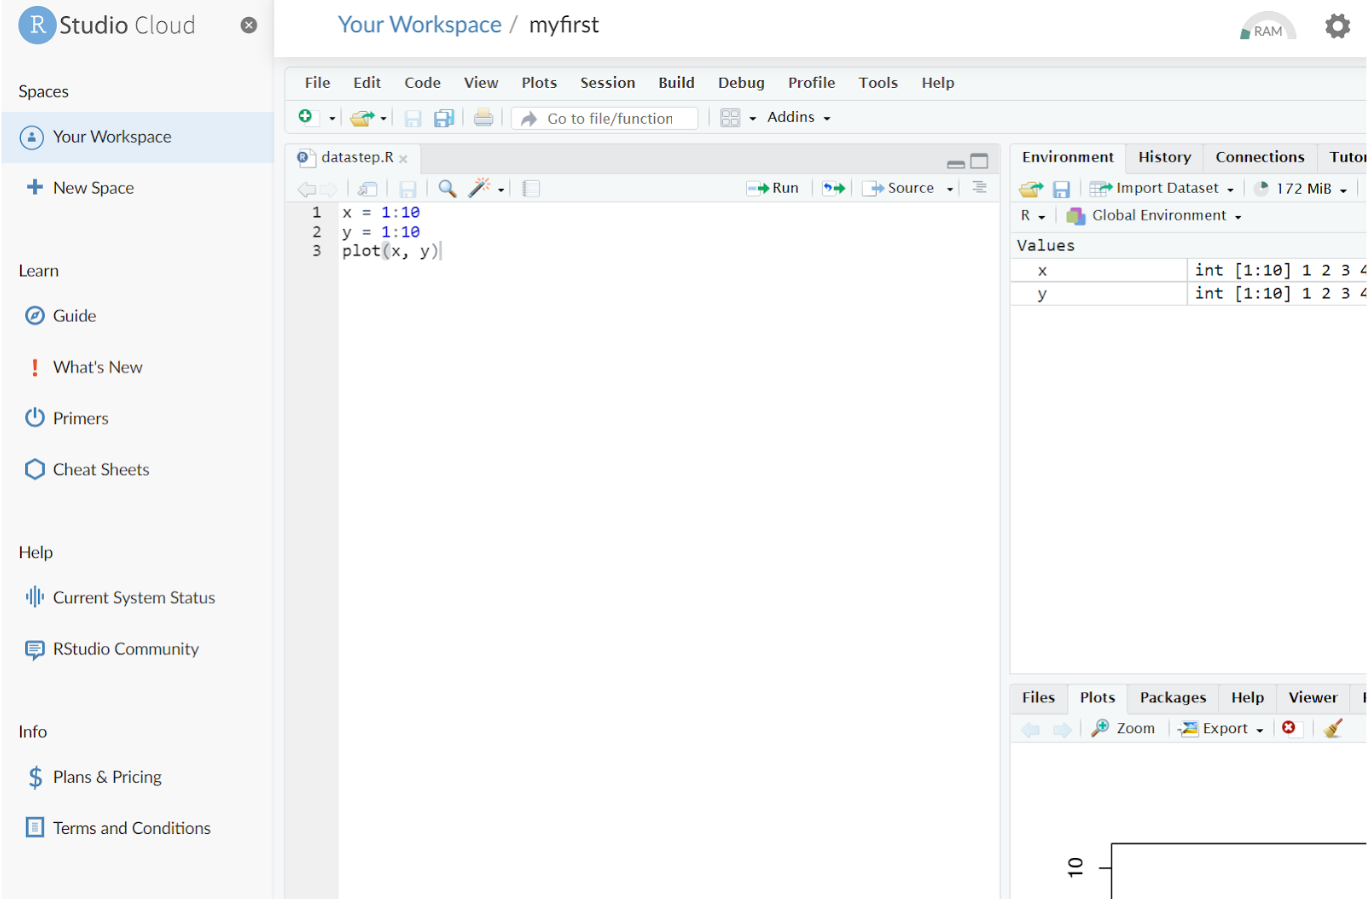 R Studio Cloud
Your Workspace / myfirst
RAM
Spaces
Your Workspace
New Space
Learn
Guide
What's New
Primers
Cheat Sheets
Help
Current System Status
RStudio Community
Info
Plans & Pricing
Terms and Conditions
File Edit Code View Plots Session Build Debug Profile Tools Help
Go to file/function Addins
datastep.R
Run Source
1 x = 1:10
2 y = 1:10
3 plot(x, y)
Environment History Connections Tutor
Import Dataset 172 MiB
R Global Environment
Values
x int [1:10] 1 2 3 4
y int [1:10] 1 2 3 4
Files Plots Packages Help Viewer
Zoom Export
10